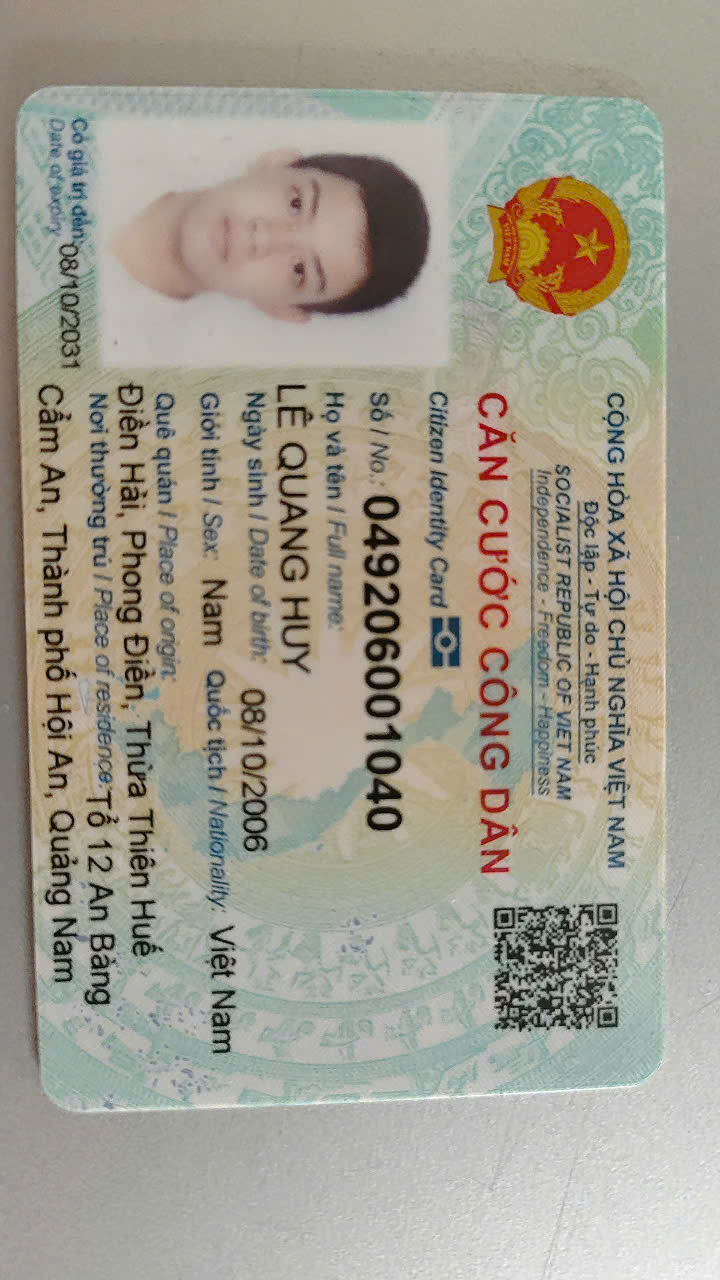 CỘNG HÒA XÃ HỘI CHỦ NGHĨA VIỆT NAM
Độc lập - Tự do - Hạnh phúc
SOCIALIST REPUBLIC OF VIET NAM
Independence - Freedom - Happiness
CĂN CƯỚC CÔNG DÂN
Citizen Identity Card
Số / No.: 049206001040
Họ và tên / Full name:
LÊ QUANG HUY
Ngày sinh / Date of birth: 08/10/2006
Giới tính / Sex: Nam Quốc tịch / Nationality: Việt Nam
Quê quán / Place of origin:
Điền Hải, Phong Điền, Thừa Thiên Huế
Nơi thường trú / Place of residence: Tổ 12 An Bàng
Cẩm An, Thành phố Hội An, Quảng Nam
Có giá trị đến: 08/10/2031
Date of expiry
VIỆT NAM